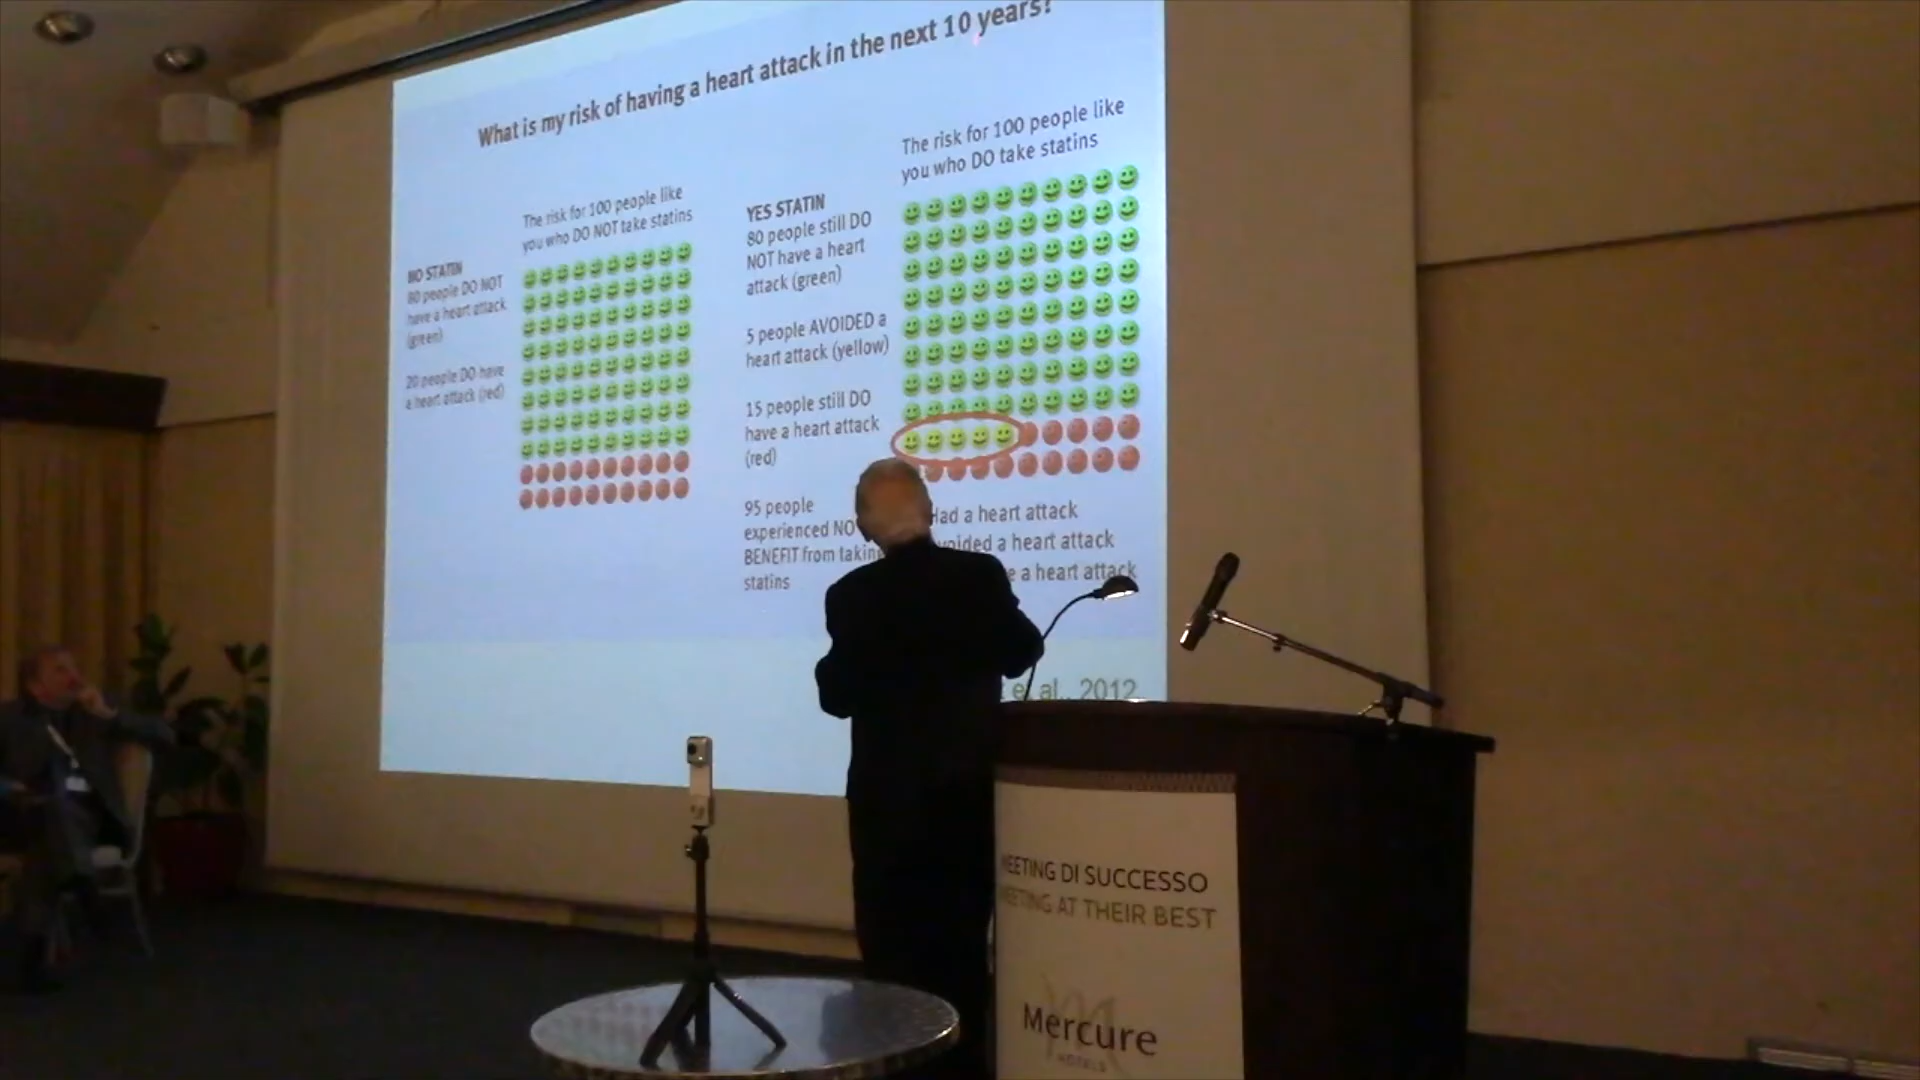 What is my risk of having a heart attack in the next 10 years?
The risk for 100 people like
you who DO NOT take statins
NO STATIN
80 people DO NOT
have a heart attack
(green)
20 people DO have
a heart attack (red)
The risk for 100 people like
you who DO take statins
YES STATIN
80 people still DO
NOT have a heart
attack (green)
5 people AVOIDED a
heart attack (yellow)
15 people still DO
have a heart attack
(red)
95 people
experienced NO
BENEFIT from taking
statins
Had a heart attack
avoided a heart attack
a heart attack
al., 2012
MEETING DI SUCCESSO
MEETING AT THEIR BEST
Mercure
HOTELS